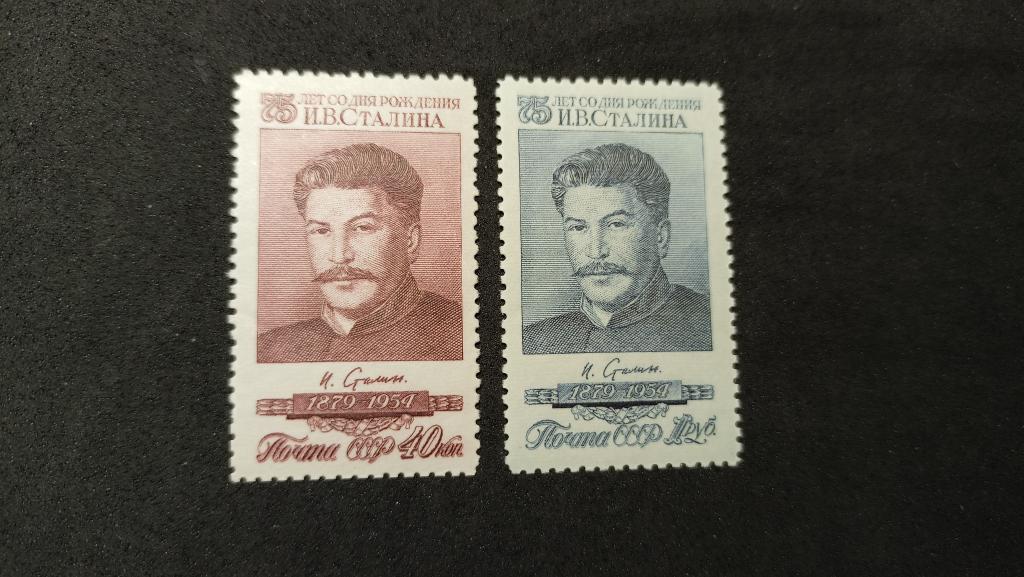 75 ЛЕТ СО ДНЯ РОЖДЕНИЯ
И.В.СТАЛИНА
И. Сталин.
1879-1954
Почта СССР 40 коп.
75 ЛЕТ СО ДНЯ РОЖДЕНИЯ
И.В.СТАЛИНА
И. Сталин.
1879-1954
Почта СССР 1 руб.